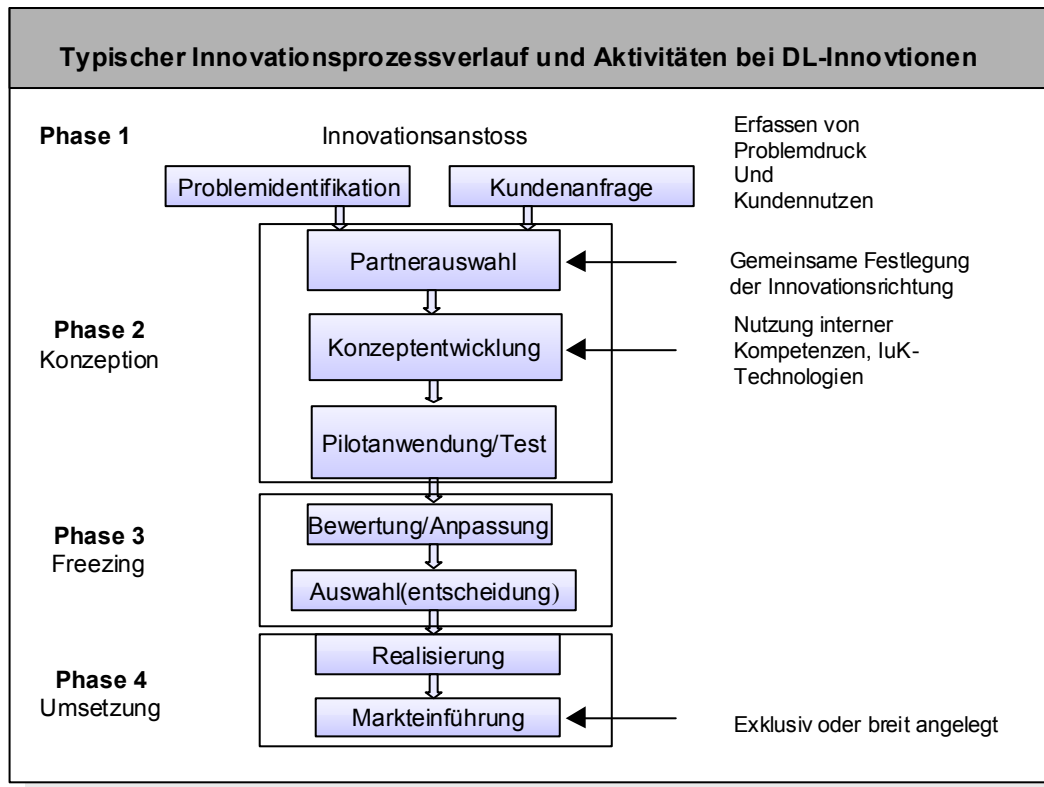 Typischer Innovationsprozessverlauf und Aktivitäten bei DL-Innovtionen
Phase 1
Innovationsanstoss
Erfassen von
Problemdruck
Und
Kundennutzen
Problemidentifikation
Kundenanfrage
Partnerauswahl
Gemeinsame Festlegung
der Innovationsrichtung
Phase 2
Konzeption
Konzeptentwicklung
Nutzung interner
Kompetenzen, IuK-
Technologien
Pilotanwendung/Test
Phase 3
Freezing
Bewertung/Anpassung
Auswahl(entscheidung)
Phase 4
Umsetzung
Realisierung
Markteinführung
Exklusiv oder breit angelegt